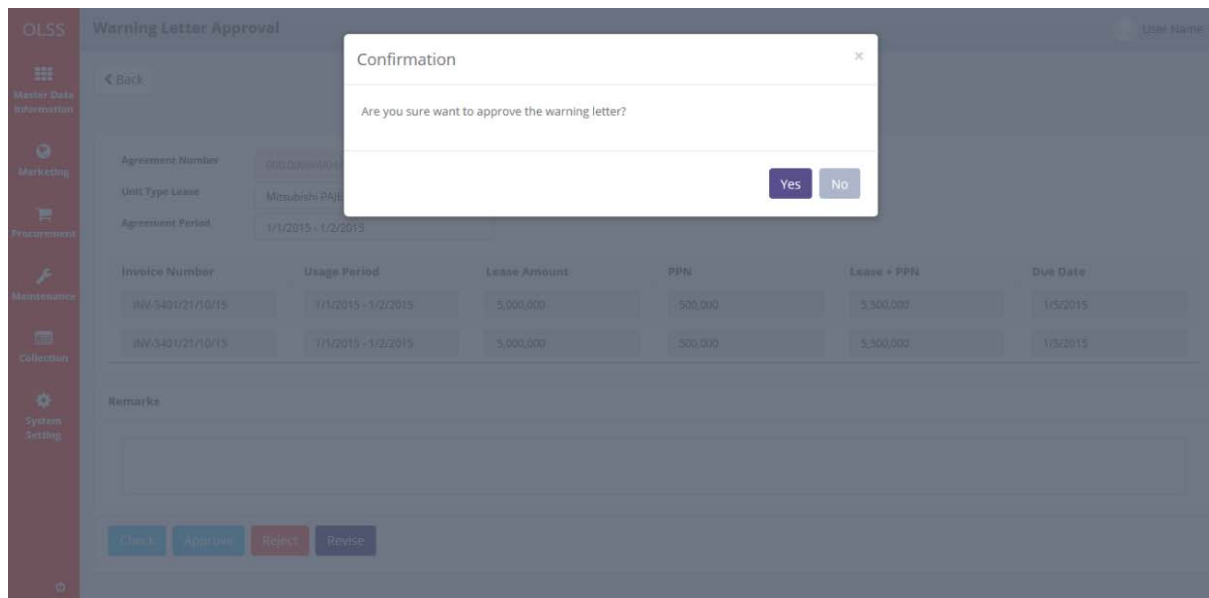 OLSS
Warning Letter Approval
User Name
Confirmation
×
Back
Master Data
Information
Are you sure want to approve the warning letter?
Marketing
Agreement Number
Yes
No
Unit Type Lease
Mitsubishi PAJE
Agreement Period
1/1/2015 - 1/2/2015
Procurement
Invoice Number Usage Period Lease Amount PPN Lease + PPN Due Date
Maintenance
INV-5401/21/10/15 1/1/2015 - 1/2/2015 5,000,000 500,000 5,500,000 1/5/2015
INV-5401/21/10/15 1/1/2015 - 1/2/2015 5,000,000 500,000 5,500,000 1/5/2015
Collection
Remarks
System
Setting
Check Approve Reject Revise